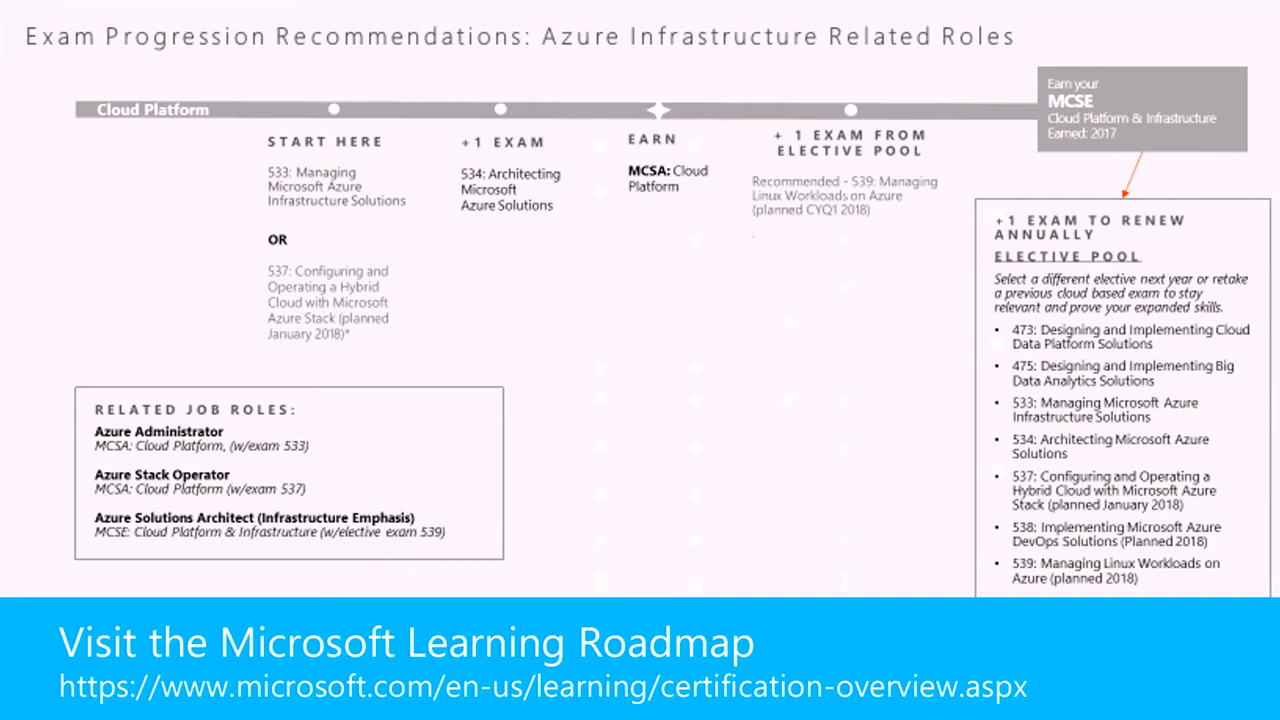 Exam Progression Recommendations: Azure Infrastructure Related Roles
Cloud Platform
Earn your
MCSE
Cloud Platform & Infrastructure
Earned: 2017
START HERE
533: Managing
Microsoft Azure
Infrastructure Solutions
OR
537: Configuring and
Operating a Hybrid
Cloud with Microsoft
Azure Stack (planned
January 2018)*
+1 EXAM
534: Architecting
Microsoft
Azure Solutions
EARN
MCSA: Cloud
Platform
+ 1 EXAM FROM
ELECTIVE POOL
Recommended - 539: Managing
Linux Workloads on Azure
(planned CYQ1 2018)
+1 EXAM TO RENEW
ANNUALLY
ELECTIVE POOL
Select a different elective next year or retake
a previous cloud based exam to stay
relevant and prove your expanded skills.
• 473: Designing and Implementing Cloud
Data Platform Solutions
• 475: Designing and Implementing Big
Data Analytics Solutions
• 533: Managing Microsoft Azure
Infrastructure Solutions
• 534: Architecting Microsoft Azure
Solutions
• 537: Configuring and Operating a
Hybrid Cloud with Microsoft Azure
Stack (planned January 2018)
• 538: Implementing Microsoft Azure
DevOps Solutions (Planned 2018)
• 539: Managing Linux Workloads on
Azure (planned 2018)
RELATED JOB ROLES:
Azure Administrator
MCSA: Cloud Platform, (w/exam 533)
Azure Stack Operator
MCSA: Cloud Platform (w/exam 537)
Azure Solutions Architect (Infrastructure Emphasis)
MCSE: Cloud Platform & Infrastructure (w/elective exam 539)
Visit the Microsoft Learning Roadmap
https://www.microsoft.com/en-us/learning/certification-overview.aspx